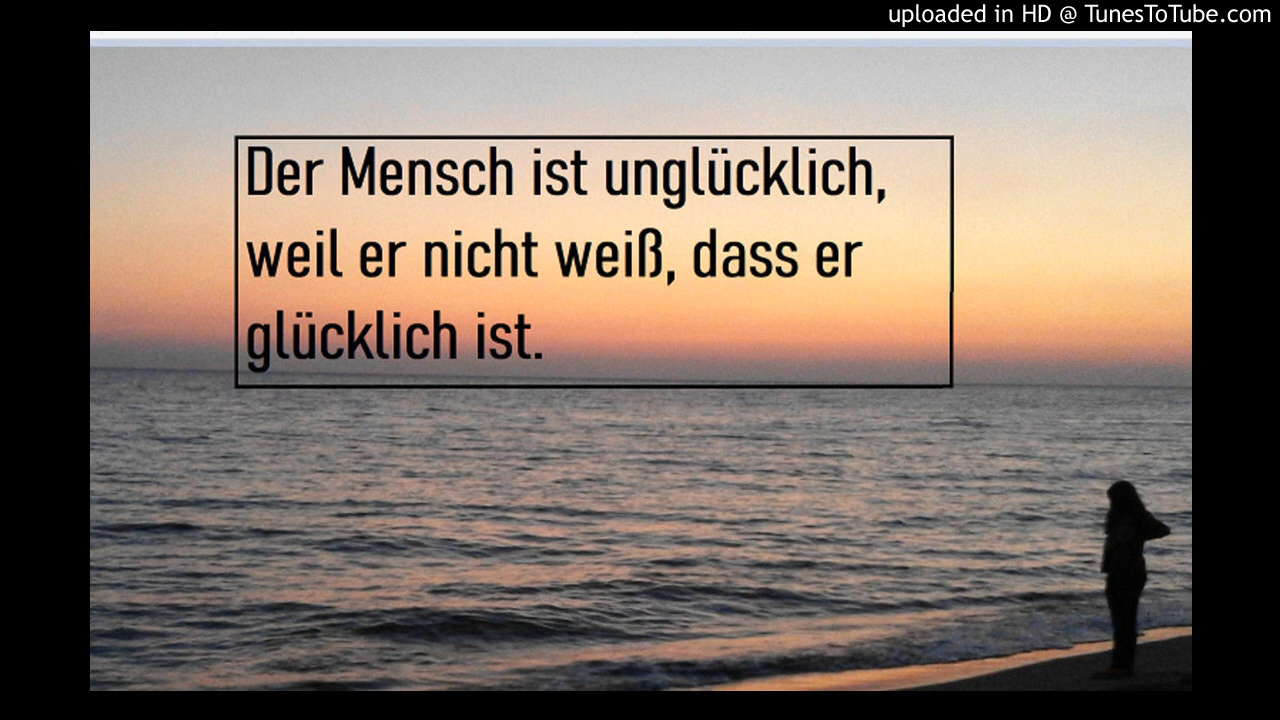 uploaded in HD @ TunesToTube.com
Der Mensch ist unglücklich,
weil er nicht weiß, dass er
glücklich ist.